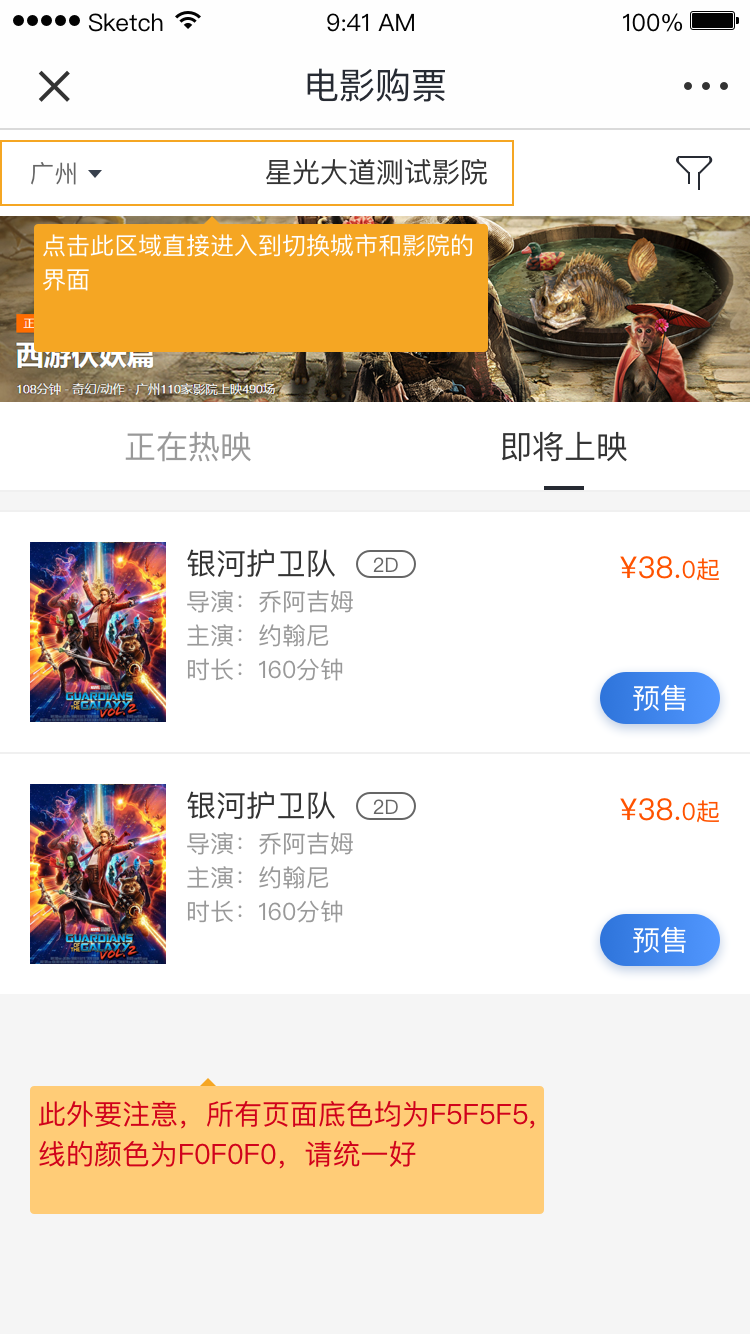 Sketch 9:41 AM 100%
电影购票
广州 星光大道测试影院
点击此区域直接进入到切换城市和影院的
界面
正
西游伏妖篇
108分钟 · 奇幻/动作 · 广州110家影院上映490场
正在热映 即将上映
银河护卫队 2D ¥38.0起
导演：乔阿吉姆
主演：约翰尼
时长：160分钟
GUARDIANS
OF THE GALAXY
VOL.2
预售
银河护卫队 2D ¥38.0起
导演：乔阿吉姆
主演：约翰尼
时长：160分钟
GUARDIANS
OF THE GALAXY
VOL.2
预售
此外要注意，所有页面底色均为F5F5F5,
线的颜色为F0F0F0，请统一好